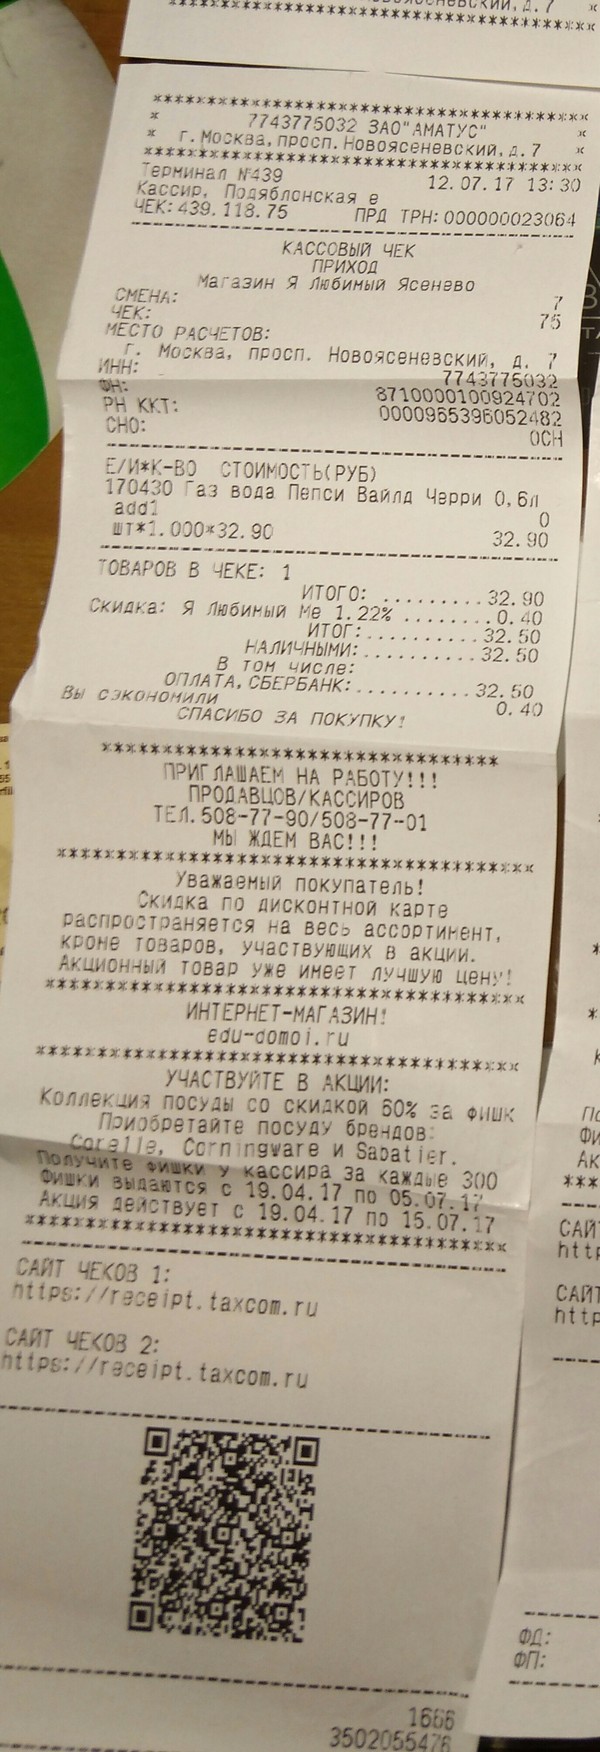 Новоясеневский, д. 7 ж
****************************************
****************************************
* 7743775032 ЗАО"АМАТУС" *
* г.Москва,просп.Новоясеневский,д.7 *
****************************************
Терминал №439 12.07.17 13:30
Кассир, Подяблонская е
ЧЕК:439.118.75 ПРД ТРН:000000023064
КАССОВЫЙ ЧЕК
ПРИХОД
Магазин Я Любимый Ясенево
СМЕНА: 7
ЧЕК: 75
МЕСТО РАСЧЕТОВ:
г. Москва, просп. Новоясеневский, д. 7
ИНН: 7743775032
ФН: 8710000100924702
РН ККТ: 0000965396052482
СНО: ОСН
Е/И*К-ВО СТОИМОСТЬ(РУБ)
170430 Газ вода Пепси Вайлд Черри 0,6л
add1 0
шт*1.000*32.90 32.90
ТОВАРОВ В ЧЕКЕ: 1
ИТОГО: .........32.90
Скидка: Я Любимый Ме 1.22% ........0.40
ИТОГ:..........32.50
НАЛИЧНЫМИ:..........32.50
В том числе:
ОПЛАТА,СБЕРБАНК:..........32.50
Вы сэкономили 0.40
СПАСИБО ЗА ПОКУПКУ!
****************************************
ПРИГЛАШАЕМ НА РАБОТУ!!!
ПРОДАВЦОВ/КАССИРОВ
ТЕЛ.508-77-90/508-77-01
МЫ ЖДЕМ ВАС!!!
****************************************
Уважаемый покупатель!
Скидка по дисконтной карте
распространяется на весь ассортимент,
кроме товаров, участвующих в акции.
Акционный товар уже имеет лучшую цену!
****************************************
ИНТЕРНЕТ-МАГАЗИН!
edu-domoi.ru
****************************************
УЧАСТВУЙТЕ В АКЦИИ:
Коллекция посуды со скидкой 60% за фишк
Приобретайте посуду брендов:
Corelle, Corningware и Sabatier.
Получите фишки у кассира за каждые 300
Фишки выдаются с 19.04.17 по 05.07.17
Акция действует с 19.04.17 по 15.07.17
****************************************
САЙТ ЧЕКОВ 1:
https://receipt.taxcom.ru
САЙТ ЧЕКОВ 2:
https://receipt.taxcom.ru
1666
3502055476
САЙТ
http
САЙТ
http
ФД:
ФП: